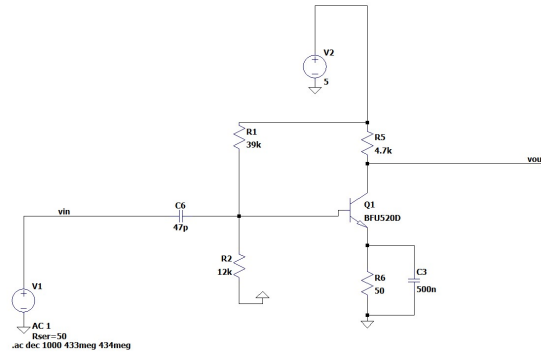 V2
5
R1
39k
R5
4.7k
vou
vin
C6
47p
Q1
BFU520D
R2
12k
R6
50
C3
500n
V1
AC 1
Rser=50
.ac dec 1000 433meg 434meg